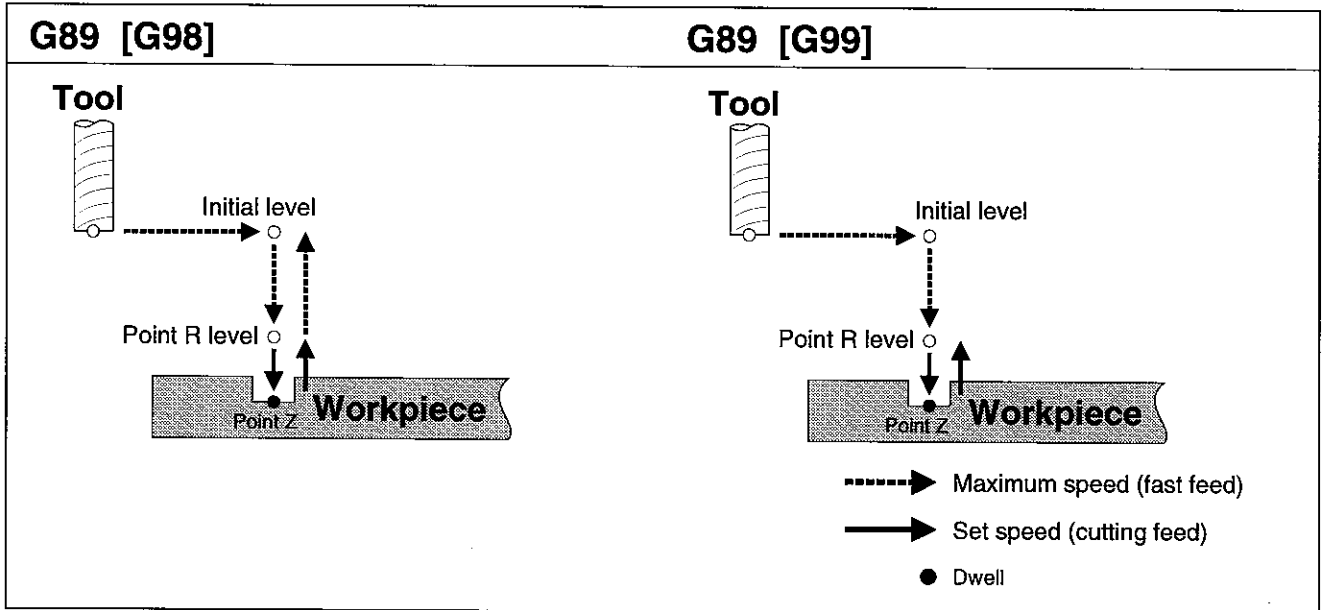 G89 [G98]
G89 [G99]
Tool
Initial level
Point R level
Point Z
Workpiece
Tool
Initial level
Point R level
Point Z
Workpiece
Maximum speed (fast feed)
Set speed (cutting feed)
Dwell